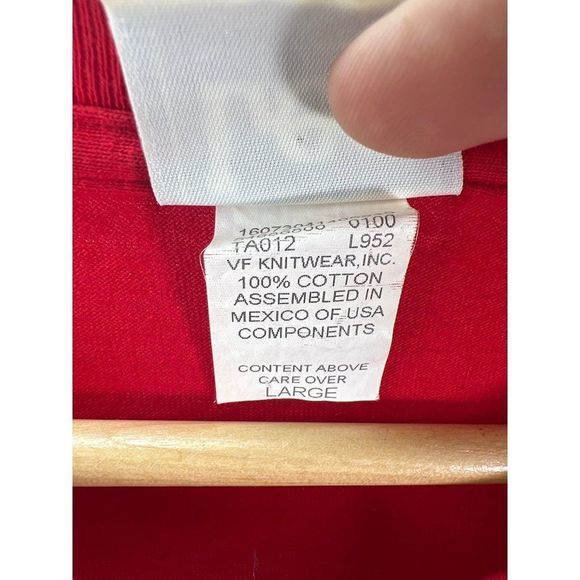 0100
TA012 L952
VF KNITWEAR, INC.
100% COTTON
ASSEMBLED IN
MEXICO OF USA
COMPONENTS
CONTENT ABOVE
CARE OVER
LARGE